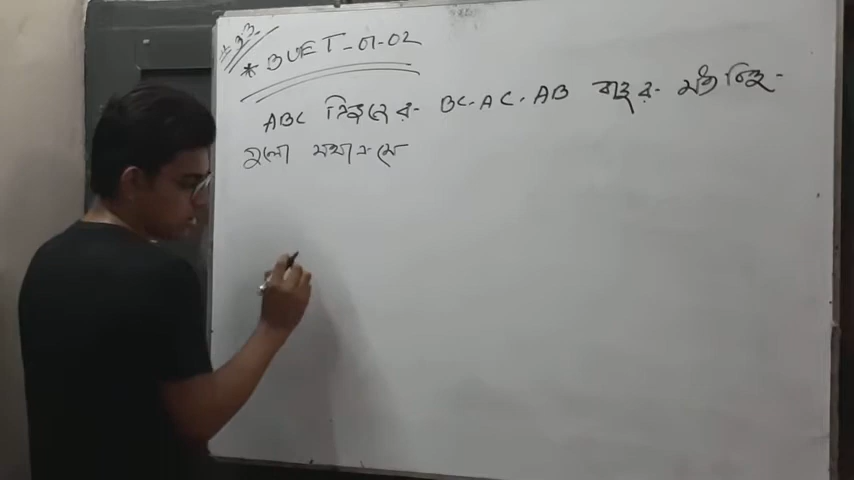 * BUET-01-02
ABC ত্রিভুজের BC, AC, AB বাহুর মধ্যবিন্দু
গুলো যথাক্রমে